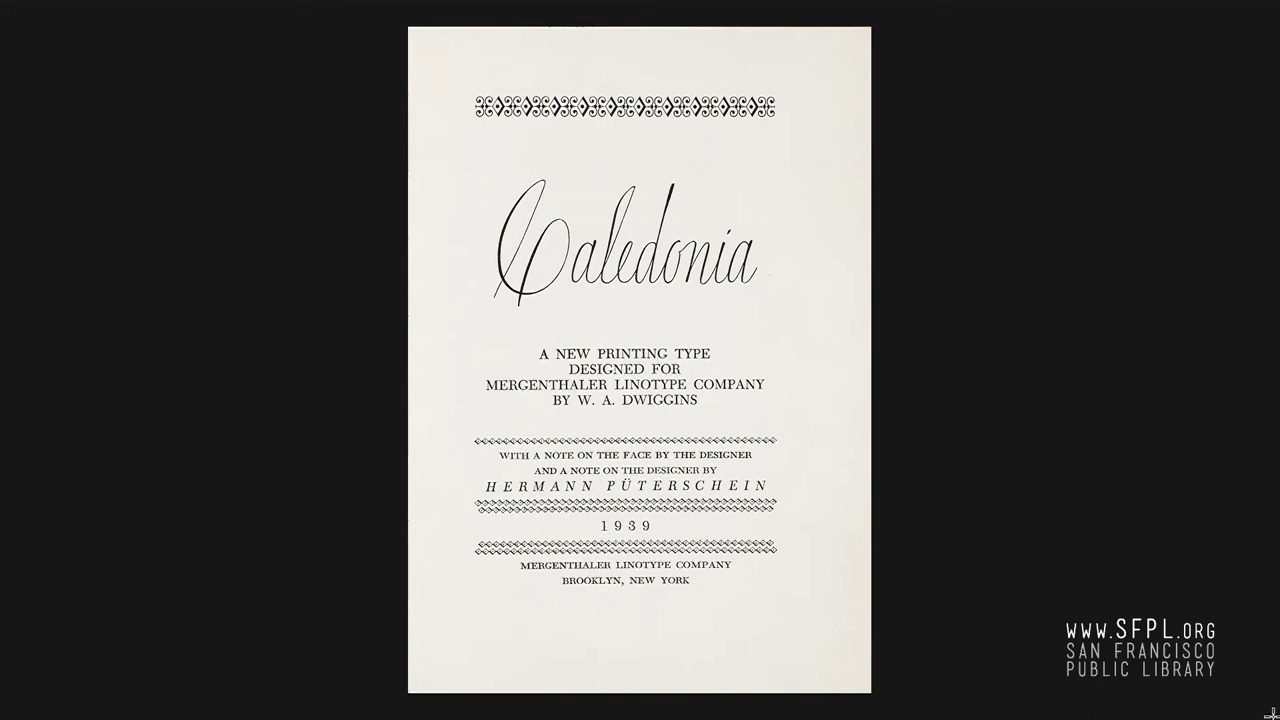 Caledonia
A NEW PRINTING TYPE
DESIGNED FOR
MERGENTHALER LINOTYPE COMPANY
BY W. A. DWIGGINS
WITH A NOTE ON THE FACE BY THE DESIGNER
AND A NOTE ON THE DESIGNER BY
HERMANN PÜTERSCHEIN
1939
MERGENTHALER LINOTYPE COMPANY
BROOKLYN, NEW YORK
WWW.SFPL.ORG
SAN FRANCISCO
PUBLIC LIBRARY